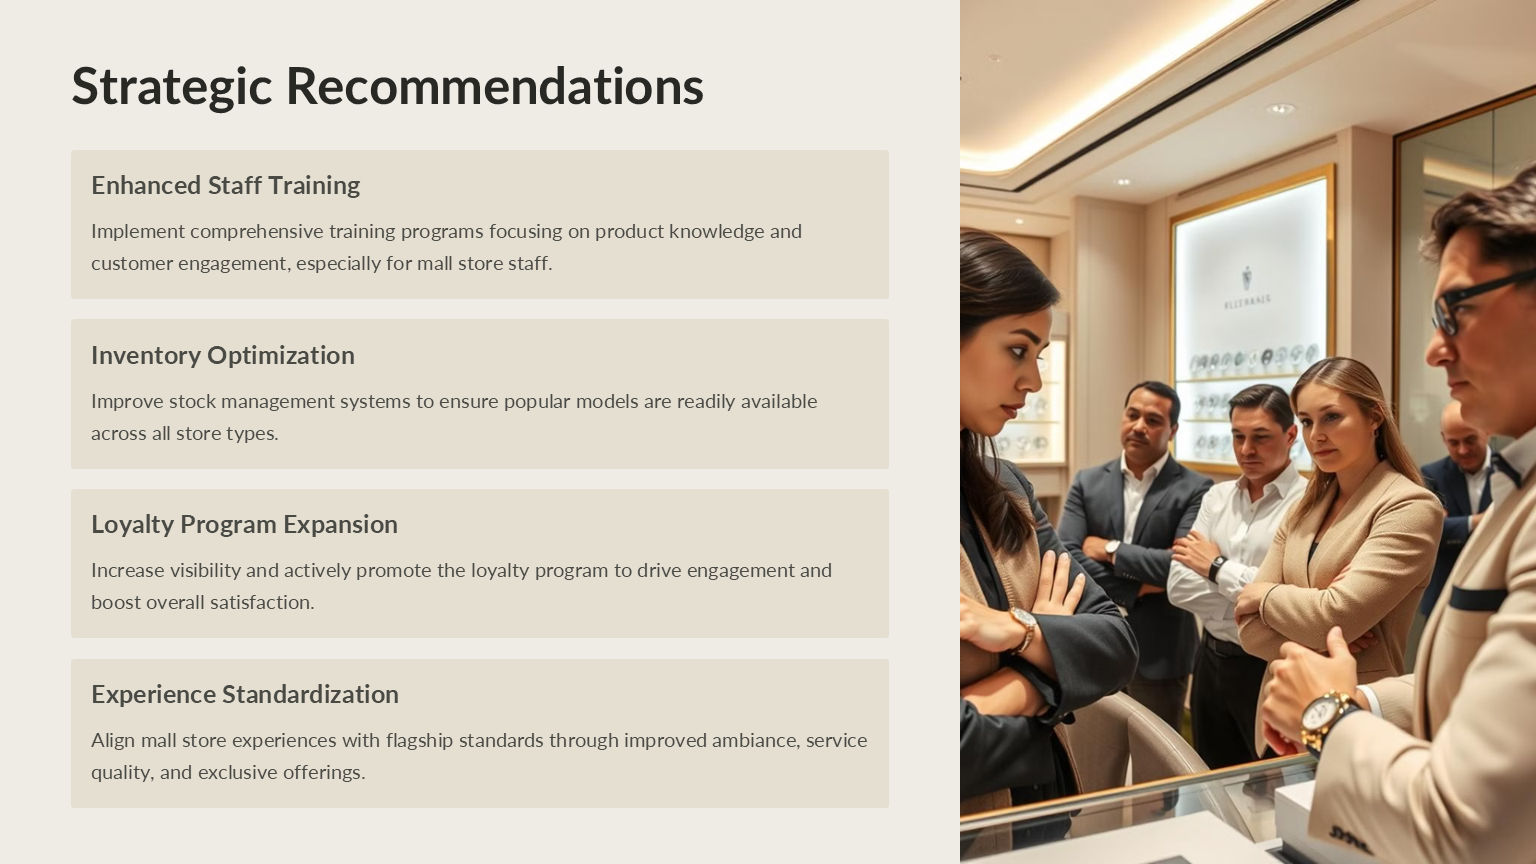 Strategic Recommendations
Enhanced Staff Training
Implement comprehensive training programs focusing on product knowledge and
customer engagement, especially for mall store staff.
Inventory Optimization
Improve stock management systems to ensure popular models are readily available
across all store types.
Loyalty Program Expansion
Increase visibility and actively promote the loyalty program to drive engagement and
boost overall satisfaction.
Experience Standardization
Align mall store experiences with flagship standards through improved ambiance, service
quality, and exclusive offerings.